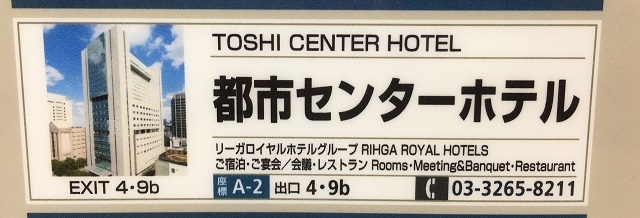 TOSHI CENTER HOTEL
都市センターホテル
リーガロイヤルホテルグループ RIHGA ROYAL HOTELS
ご宿泊・ご宴会/会議・レストラン Rooms・Meeting&Banquet・Restaurant
EXIT 4・9b
座標 A-2 出口 4・9b 03-3265-8211